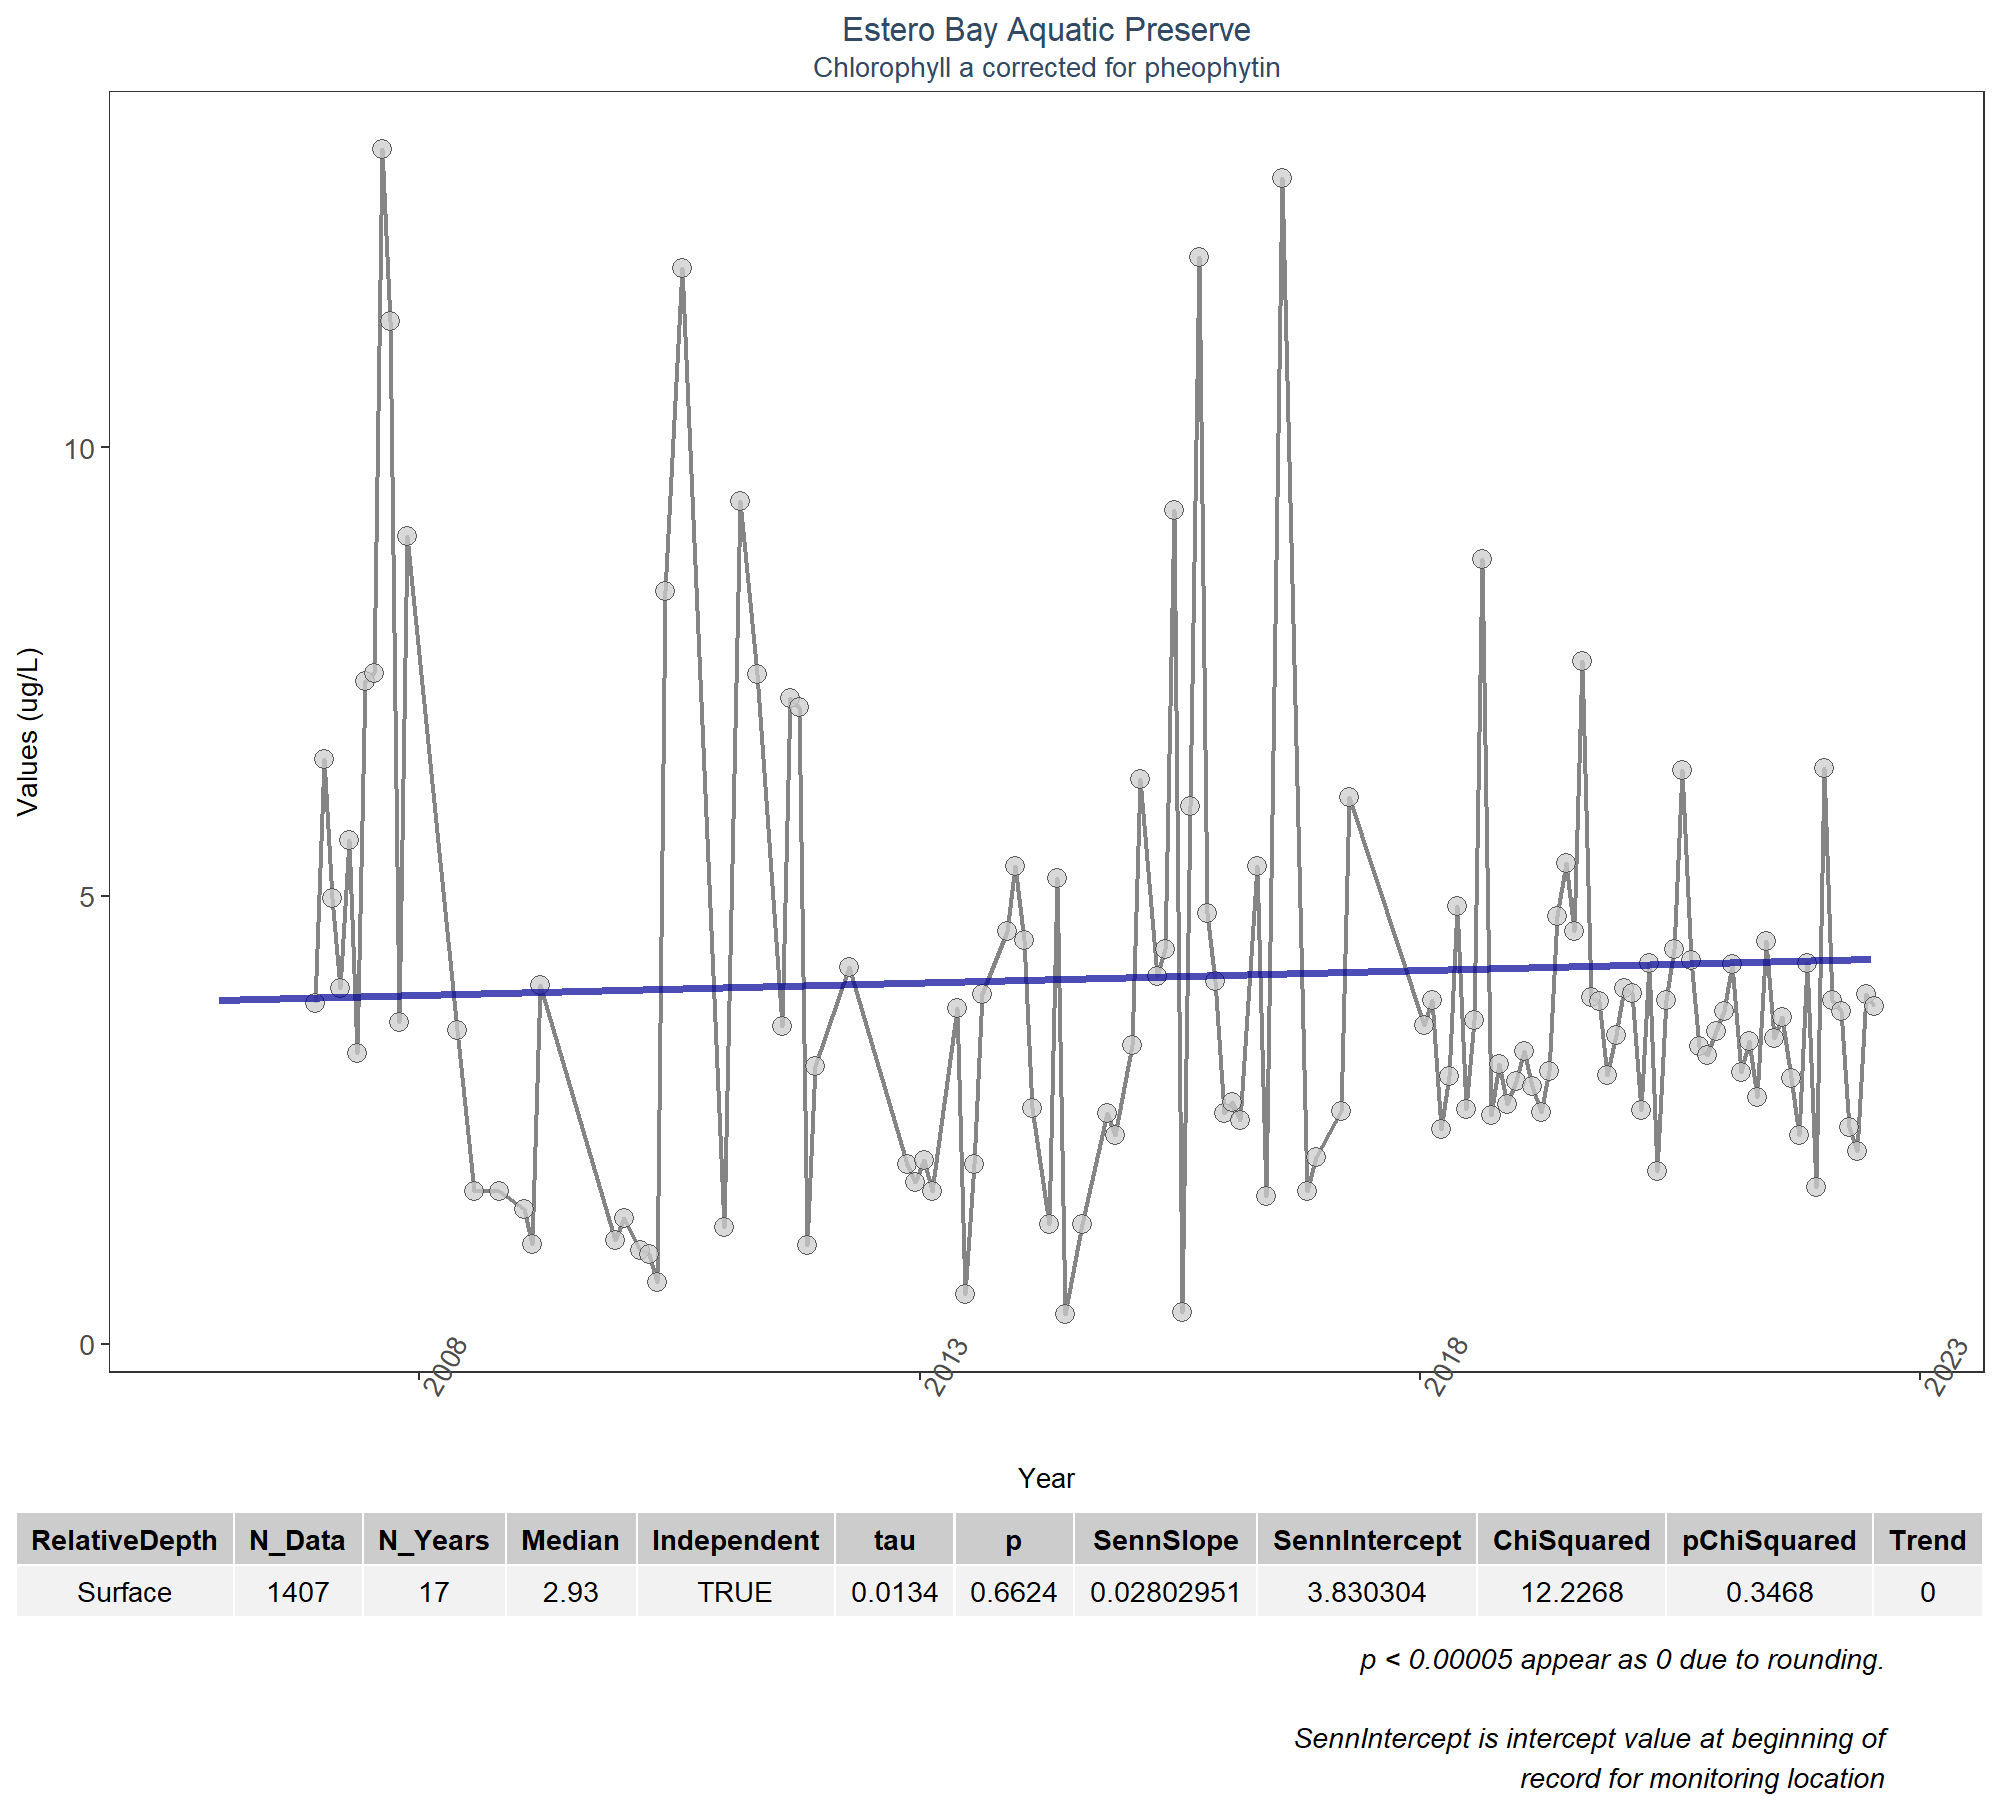 Estero Bay Aquatic Preserve
Chlorophyll a corrected for pheophytin
Values (ug/L)
10
5
0
2008
2013
2018
2023
Year
RelativeDepth N_Data N_Years Median Independent tau p SennSlope SennIntercept ChiSquared pChiSquared Trend
Surface 1407 17 2.93 TRUE 0.0134 0.6624 0.02802951 3.830304 12.2268 0.3468 0
p < 0.00005 appear as 0 due to rounding.
SennIntercept is intercept value at beginning of
record for monitoring location